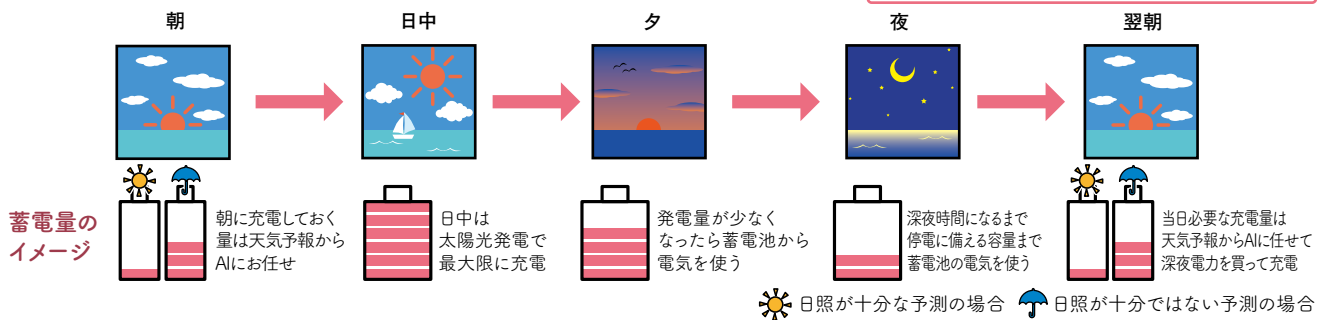 朝
日中
夕
夜
翌朝
蓄電量の
イメージ
朝に充電しておく
量は天気予報から
AIにお任せ
日中は
太陽光発電で
最大限に充電
発電量が少なく
なったら蓄電池から
電気を使う
深夜時間になるまで
停電に備える容量まで
蓄電池の電気を使う
当日必要な充電量は
天気予報からAIに任せて
深夜電力を買って充電
日照が十分な予測の場合
日照が十分ではない予測の場合